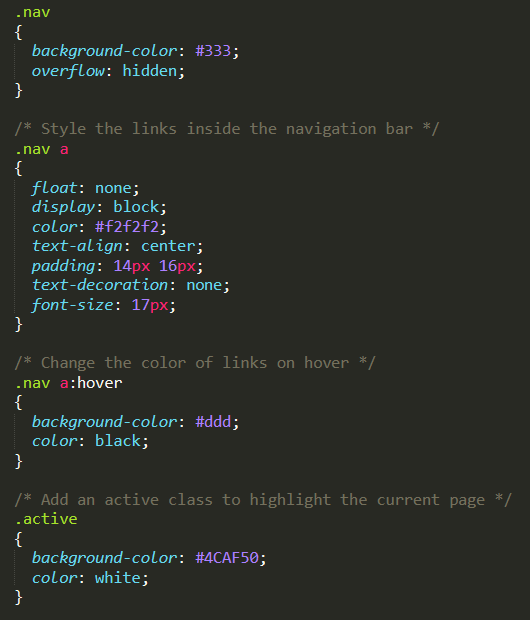 .nav
{
background-color: #333;
overflow: hidden;
}
/* Style the links inside the navigation bar */
.nav a
{
float: none;
display: block;
color: #f2f2f2;
text-align: center;
padding: 14px 16px;
text-decoration: none;
font-size: 17px;
}
/* Change the color of links on hover */
.nav a:hover
{
background-color: #ddd;
color: black;
}
/* Add an active class to highlight the current page */
.active
{
background-color: #4CAF50;
color: white;
}